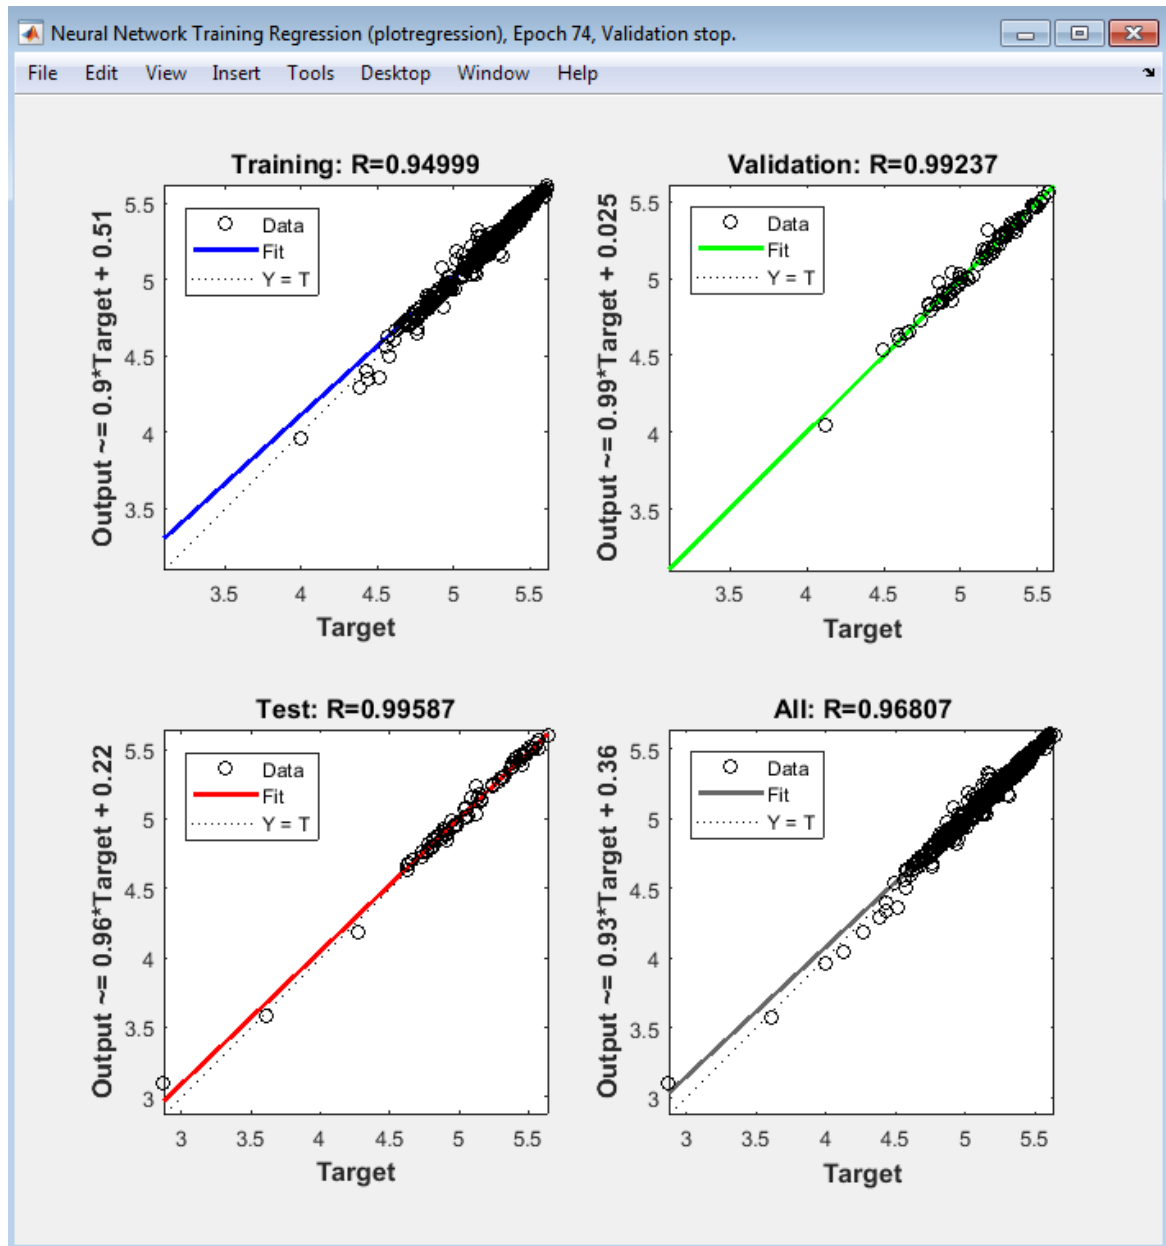 Neural Network Training Regression (plotregression), Epoch 74, Validation stop.
File Edit View Insert Tools Desktop Window Help
Training: R=0.94999
Output ~= 0.9*Target + 0.51
5.5
5
4.5
4
3.5
Data
Fit
Y = T
3.5 4 4.5 5 5.5
Target
Validation: R=0.99237
Output ~= 0.99*Target + 0.025
5.5
5
4.5
4
3.5
Data
Fit
Y = T
3.5 4 4.5 5 5.5
Target
Test: R=0.99587
Output ~= 0.96*Target + 0.22
5.5
5
4.5
4
3.5
3
Data
Fit
Y = T
3 3.5 4 4.5 5 5.5
Target
All: R=0.96807
Output ~= 0.93*Target + 0.36
5.5
5
4.5
4
3.5
3
Data
Fit
Y = T
3 3.5 4 4.5 5 5.5
Target